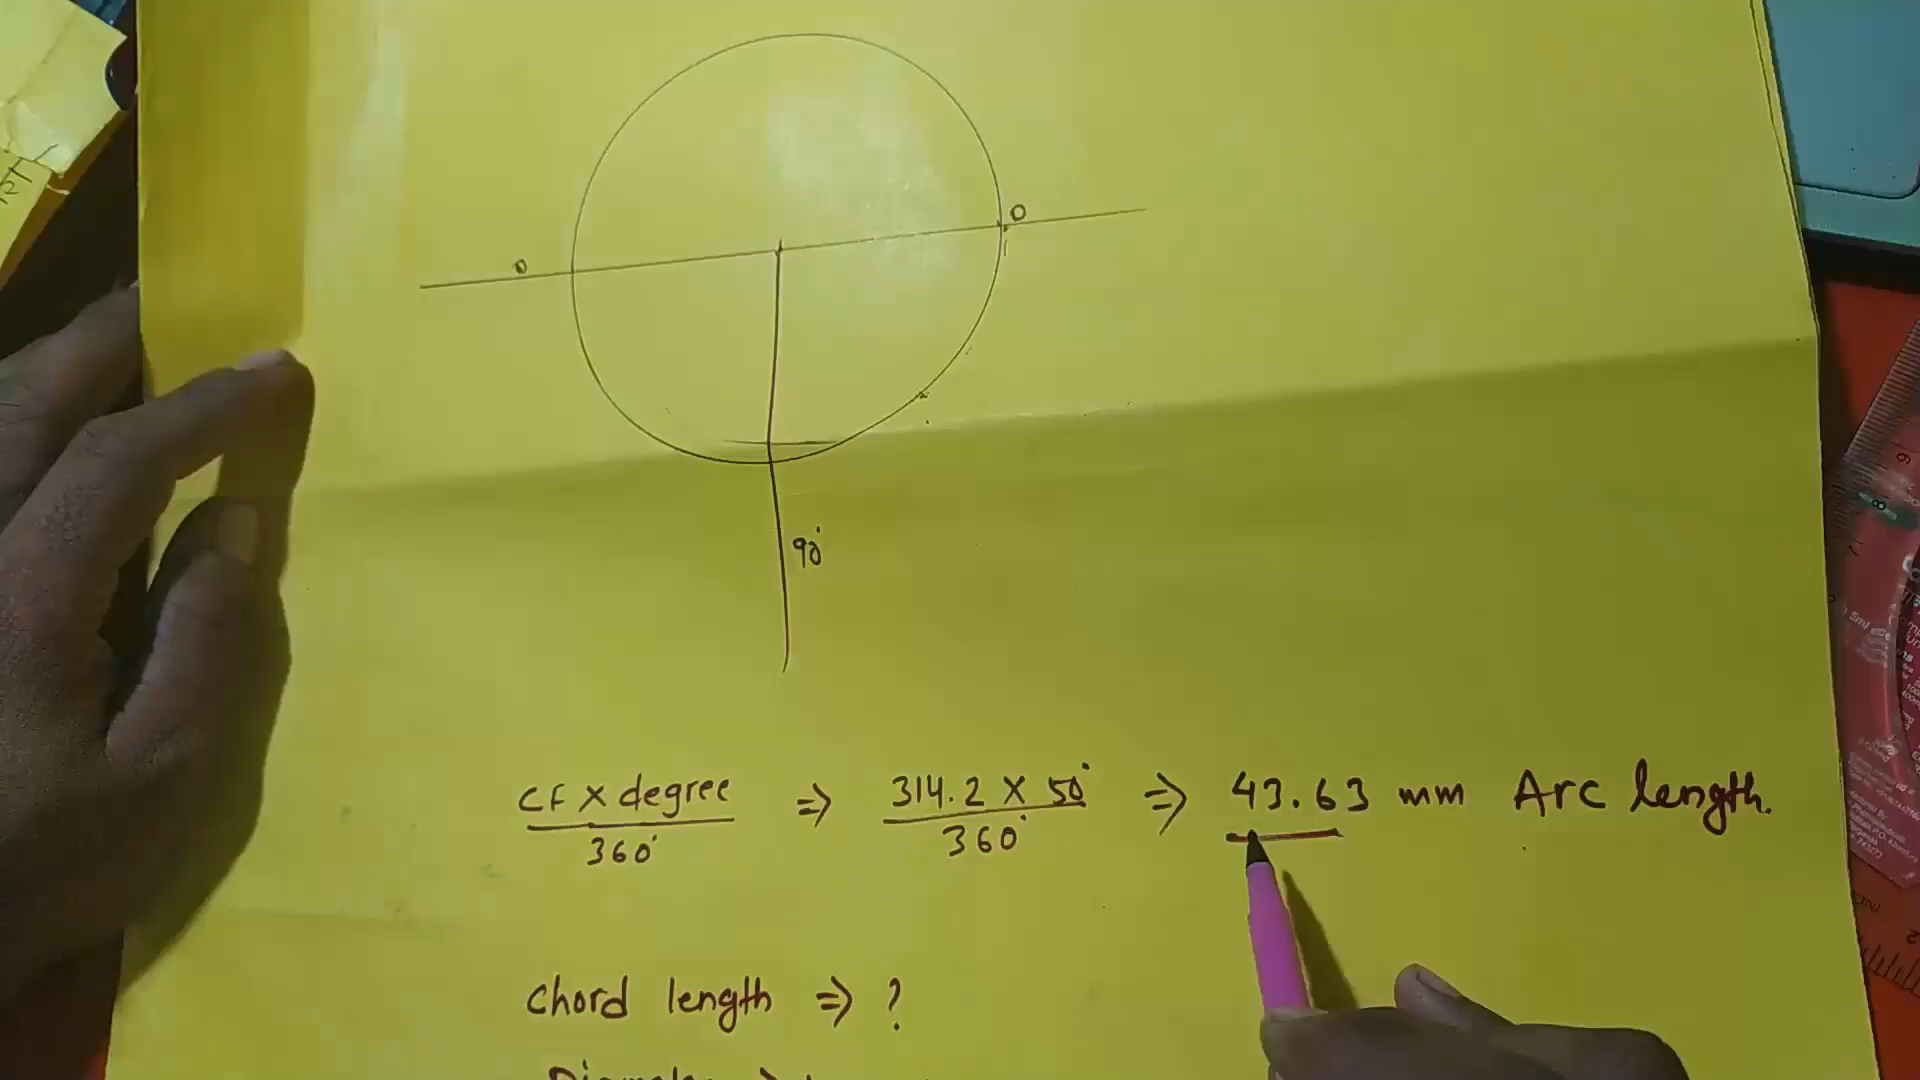 0
0
90°
CF X degree / 360° => 314.2 X 50° / 360° => 43.63 mm Arc length.
Chord length => ?